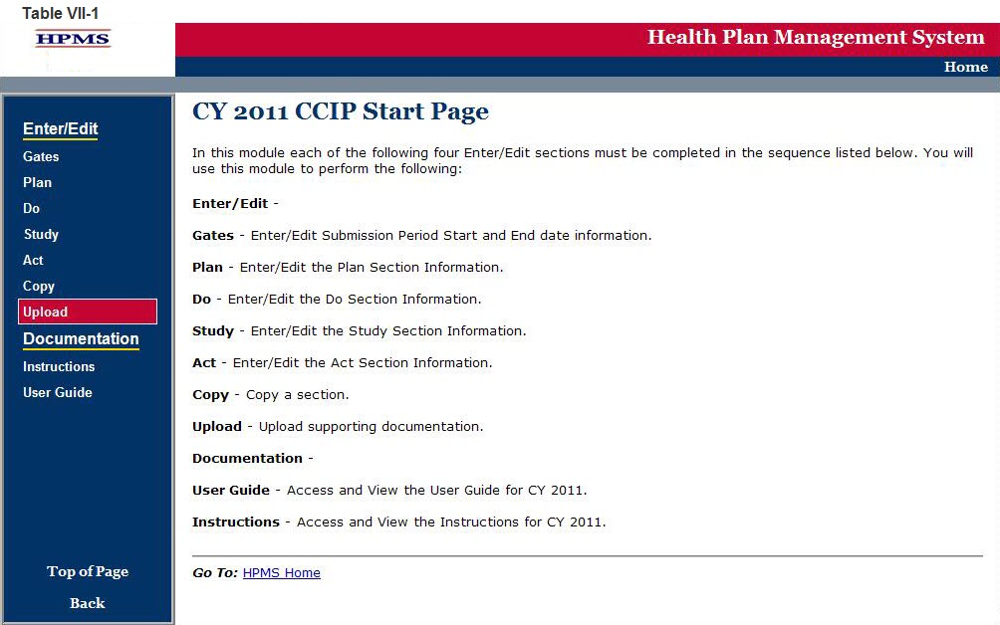 Table VII-1
HPMS
Health Plan Management System
Home
Enter/Edit
Gates
Plan
Do
Study
Act
Copy
Upload
Documentation
Instructions
User Guide
Top of Page
Back
CY 2011 CCIP Start Page
In this module each of the following four Enter/Edit sections must be completed in the sequence listed below. You will
use this module to perform the following:
Enter/Edit -
Gates - Enter/Edit Submission Period Start and End date information.
Plan - Enter/Edit the Plan Section Information.
Do - Enter/Edit the Do Section Information.
Study - Enter/Edit the Study Section Information.
Act - Enter/Edit the Act Section Information.
Copy - Copy a section.
Upload - Upload supporting documentation.
Documentation -
User Guide - Access and View the User Guide for CY 2011.
Instructions - Access and View the Instructions for CY 2011.
Go To: HPMS Home